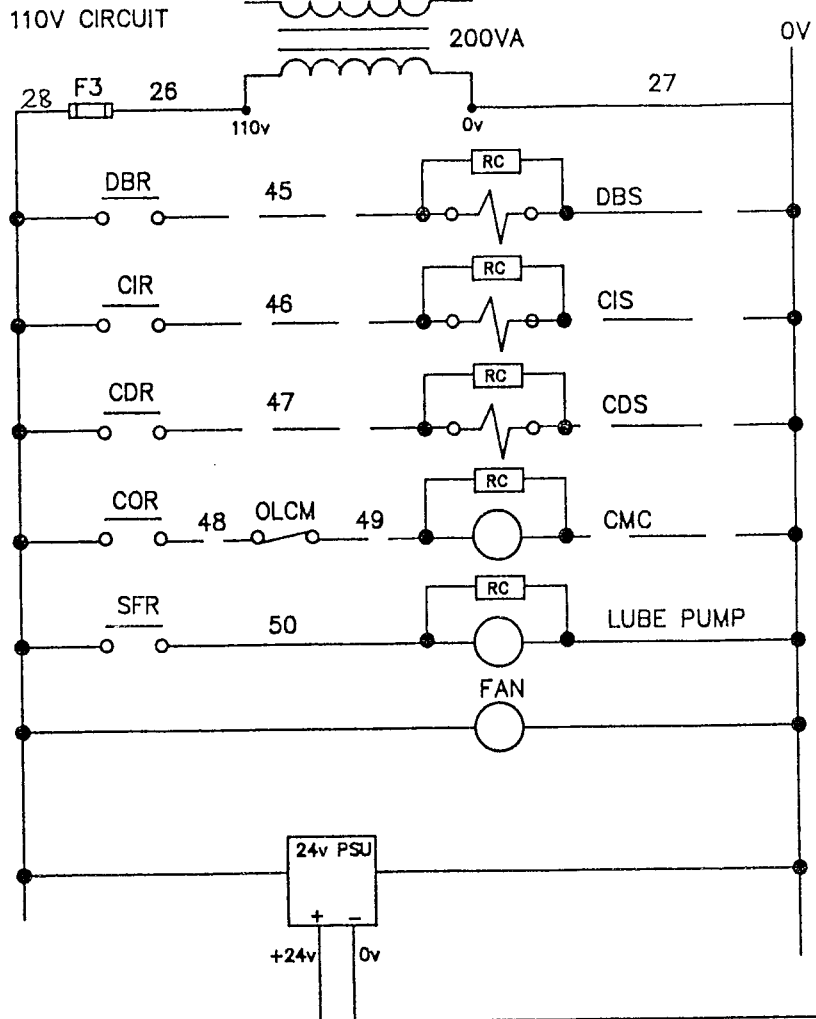 110V CIRCUIT
200VA
0V
28
F3
26
27
110v
0v
RC
DBR
45
DBS
RC
CIR
46
CIS
RC
CDR
47
CDS
RC
COR
48
OLCM
49
CMC
RC
SFR
50
LUBE PUMP
FAN
24v PSU
+
−
+24v
0v